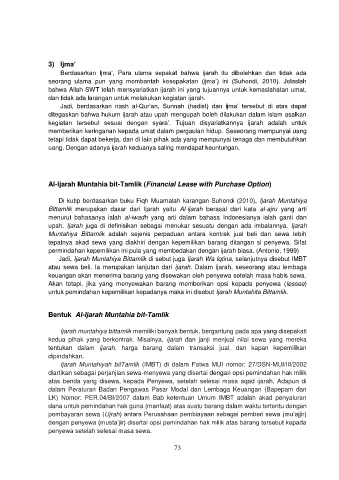 3) Ijma'
Berdasarkan Ijma', Para ulama sepakat bahwa ijarah itu dibolehkan dan tidak ada
seorang ulama pun yang membantah kesepakatan (ijma') ini (Suhendi, 2010). Jelaslah
bahwa Allah SWT telah mensyariatkan ijarah ini yang tujuannya untuk kemaslahatan umat,
dan tidak ada larangan untuk melakukan kegiatan ijarah.
Jadi, berdasarkan nash al-Qur'an, Sunnah (hadist) dan ijma' tersebut di atas dapat
ditegaskan bahwa hukum ijarah atau upah mengupah boleh dilakukan dalam islam asalkan
kegiatan tersebut sesuai dengan syara'. Tujuan disyariatkannya ijarah adalah untuk
memberikan keringanan kepada umat dalam pergaulan hidup. Seseorang mempunyai uang
tetapi tidak dapat bekerja, dan di lain pihak ada yang mempunyai tenaga dan membutuhkan
uang. Dengan adanya ijarah keduanya saling mendapat keuntungan.
Al-Ijarah Muntahia bit-Tamlik (Financial Lease with Purchase Option)
Di kutip berdasarkan buku Fiqh Muamalah karangan Suhendi (2010), Ijarah Muntahiya
Bittamlik merupakan dasar dari Ijarah yaitu Al-ijarah berasal dari kata al-ajru yang arti
menurut bahasanya ialah al-iwadh yang arti dalam bahasa Indonesianya ialah ganti dan
upah. Ijarah juga di definisikan sebagai menukar sesuatu dengan ada imbalannya. Ijarah
Muntahiya Bittamlik adalah sejenis perpaduan antara kontrak jual beli dan sewa lebih
tepatnya akad sewa yang diakhiri dengan kepemilikan barang ditangan si penyewa. Sifat
permindahan kepemilikan ini pula yang membedakan dengan ijarah biasa. (Antonio, 1999)
Jadi, Ijarah Muntahiya Bittamlik di sebut juga Ijarah Wa Iqtina, selanjutnya disebut IMBT
atau sewa beli. Ia merupakan lanjutan dari ijarah. Dalam ijarah, seseorang atau lembaga
keuangan akan menerima barang yang disewakan oleh penyewa setelah masa habis sewa.
Akan tetapi, jika yang menyewakan barang memberikan opsi kepada penyewa (lessee)
untuk pemindahan kepemilikan kepadanya maka ini disebut Ijarah Muntahita Bittamlik.
Bentuk Al-Ijarah Muntahia bit-Tamlik
Ijarah muntahiya bittamlik memiliki banyak bentuk, bergantung pada apa yang disepakati
kedua pihak yang berkontrak. Misalnya, ijarah dan janji menjual nilai sewa yang mereka
tentukan dalam ijarah, harga barang dalam transaksi jual, dan kapan kepemilikan
dipindahkan.
Ijarah Muntahiyah bitTamlik (IMBT) di dalam Fatwa MUI nomor: 27/DSN-MUI/III/2002
diartikan sebagai perjanjian sewa-menyewa yang disertai dengan opsi pemindahan hak milik
atas benda yang disewa, kepada Penyewa, setelah selesai masa aqad ijarah. Adapun di
dalam Peraturan Badan Pengawas Pasar Modal dan Lembaga Keuangan (Bapepam dan
LK) Nomor: PER.04/Bl/2007 dalam Bab ketentuan Umum IMBT adalah akad penyaluran
dana untuk pemindahan hak guna (manfaat) atas suatu barang dalam waktu tertentu dengan
pembayaran sewa (Ujrah) antara Perusahaan pembiayaan sebagai pemberi sewa (mu'ajjir)
dengan penyewa (musta'jir) disertai opsi pemindahan hak milik atas barang tersebut kepada
penyewa setelah selesai masa sewa.
73